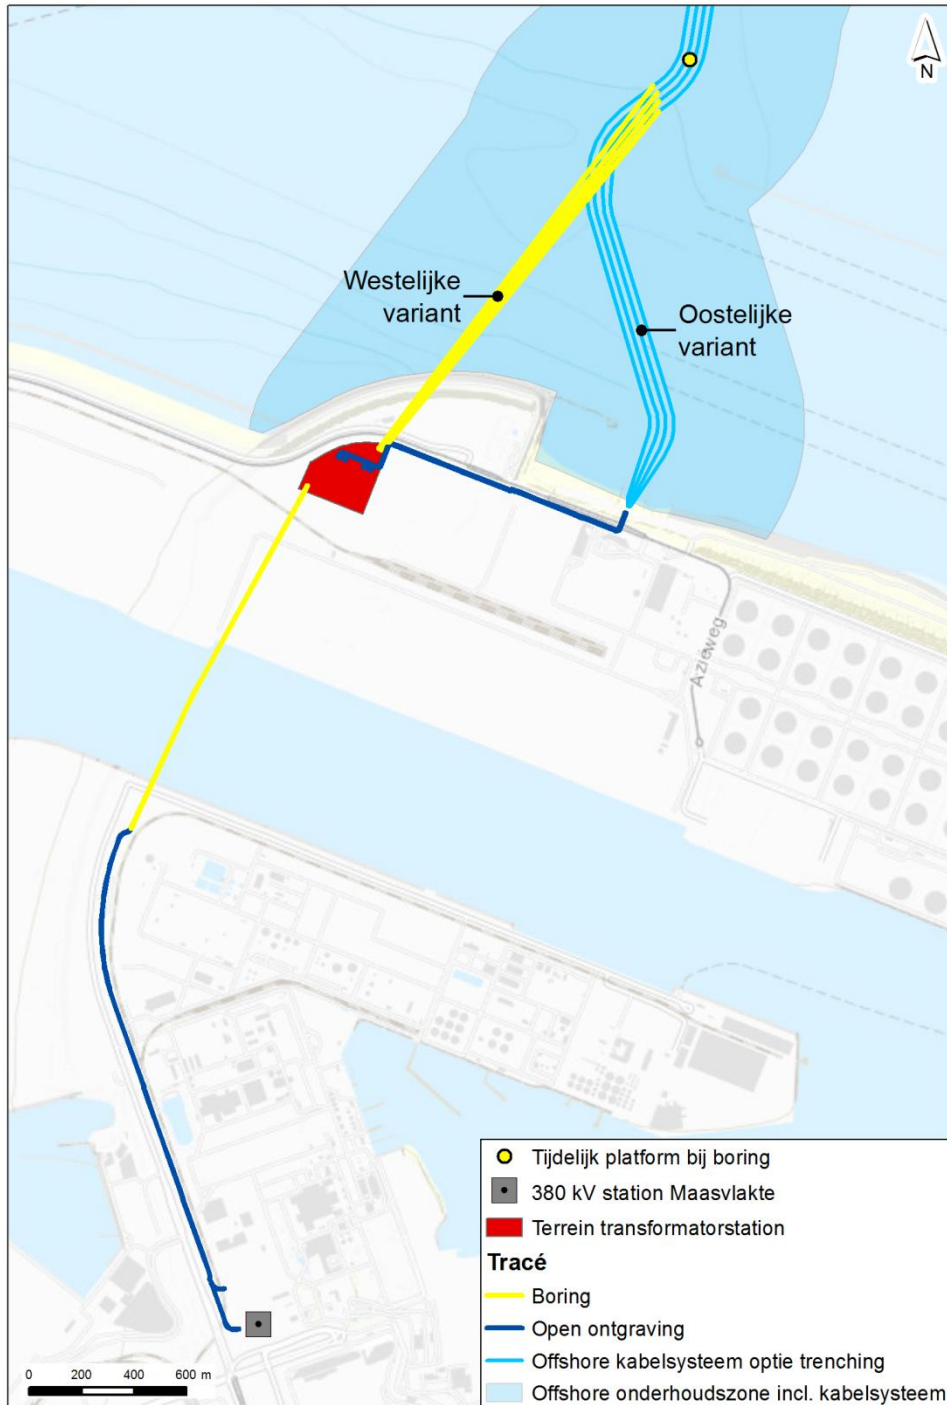 N
Westelijke
variant
Oostelijke
variant
Aziëweg
Tijdelijk platform bij boring
380 kV station Maasvlakte
Terrein transformatorstation
Tracé
Boring
Open ontgraving
Offshore kabelsysteem optie trenching
Offshore onderhoudszone incl. kabelsysteem
0 200 400 600 m